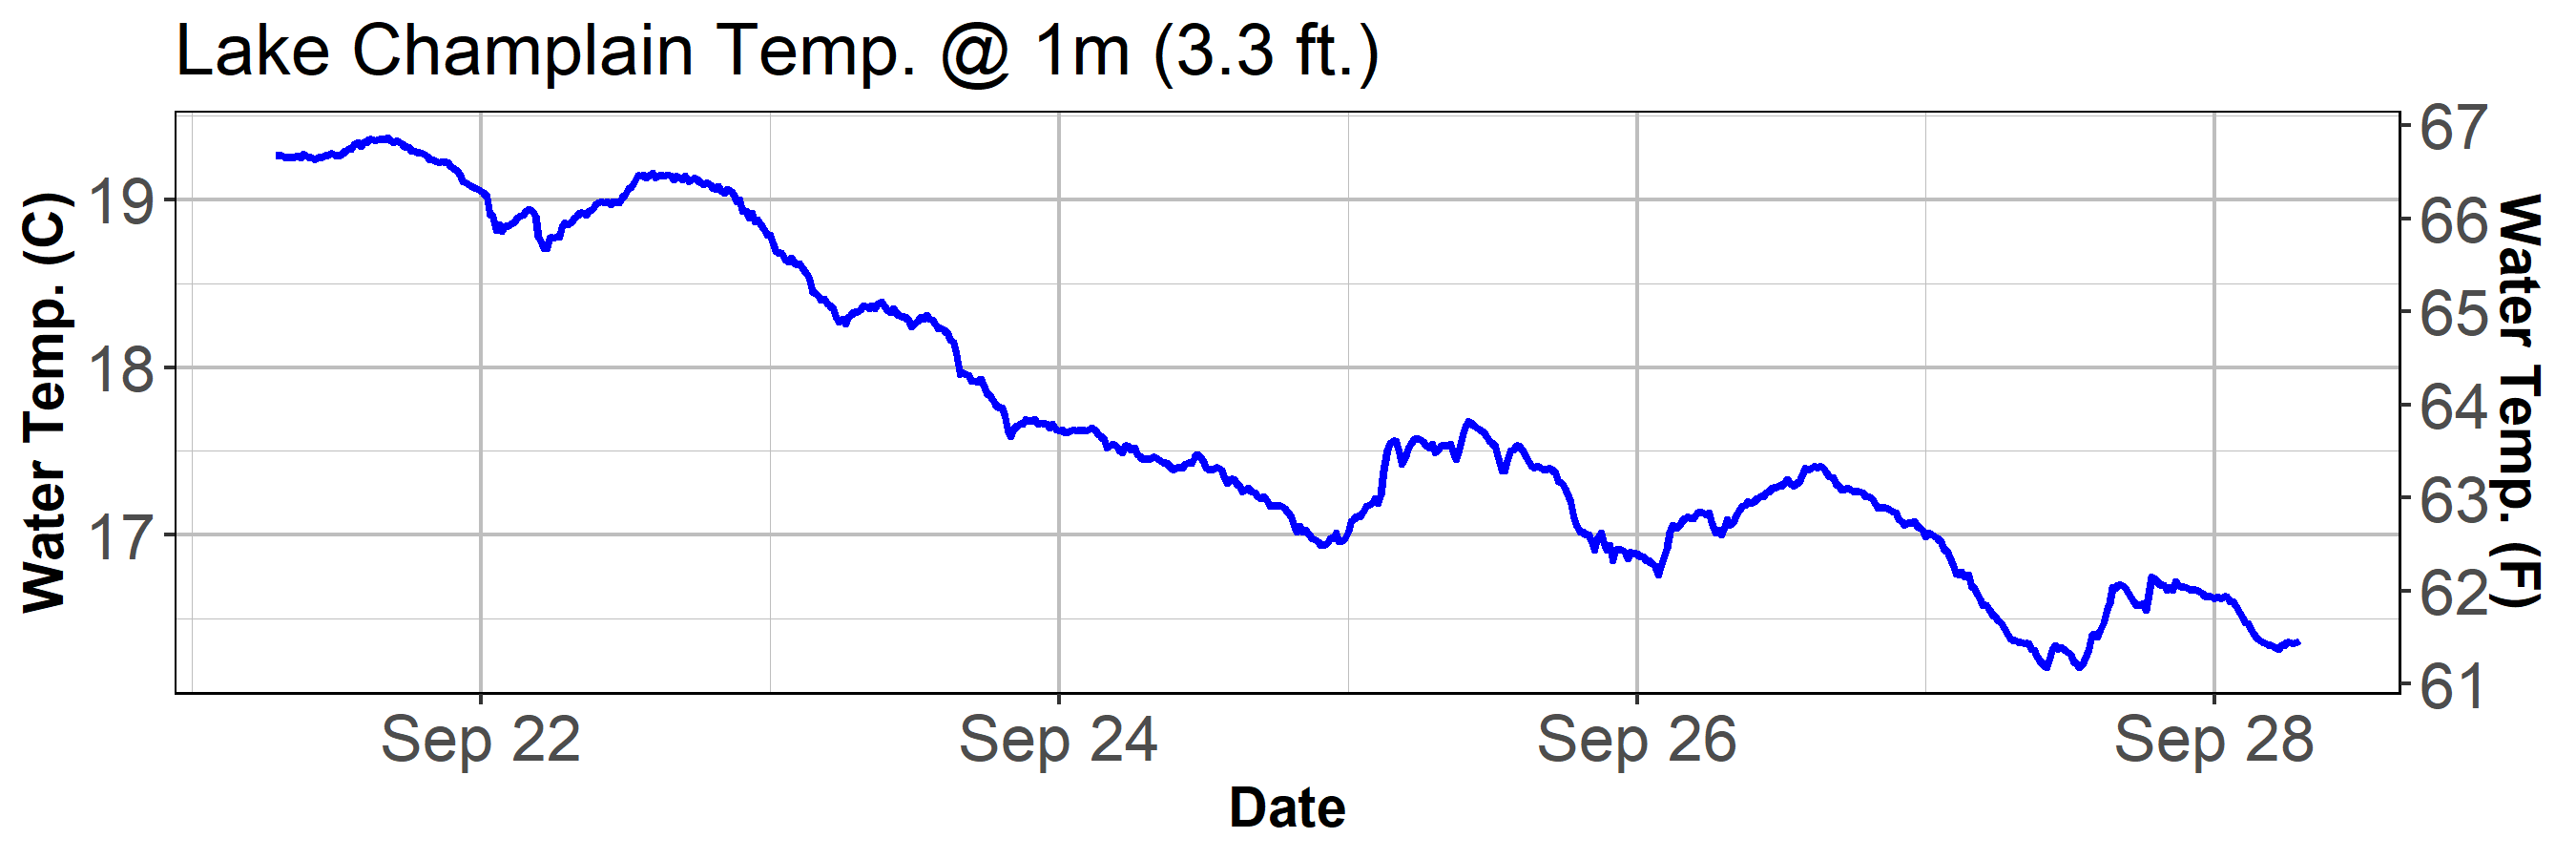 Lake Champlain Temp. @ 1m (3.3 ft.)
Water Temp. (C)
19
18
17
67
66
65
64
63
62
61
Water Temp. (F)
Sep 22
Sep 24
Sep 26
Sep 28
Date